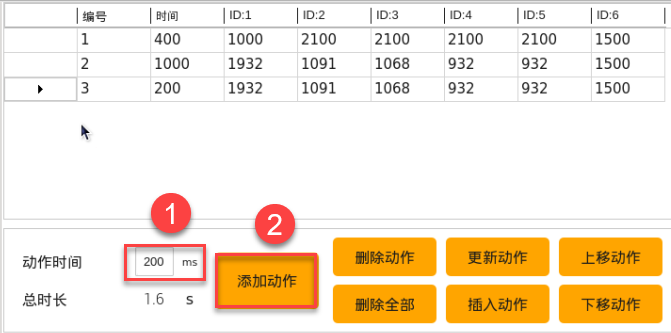 编号 时间 ID:1 ID:2 ID:3 ID:4 ID:5 ID:6
1 400 1000 2100 2100 2100 2100 1500
2 1000 1932 1091 1068 932 932 1500
3 200 1932 1091 1068 932 932 1500
1 2
动作时间 200 ms 添加动作 删除动作 更新动作 上移动作
总时长 1.6 s 删除全部 插入动作 下移动作